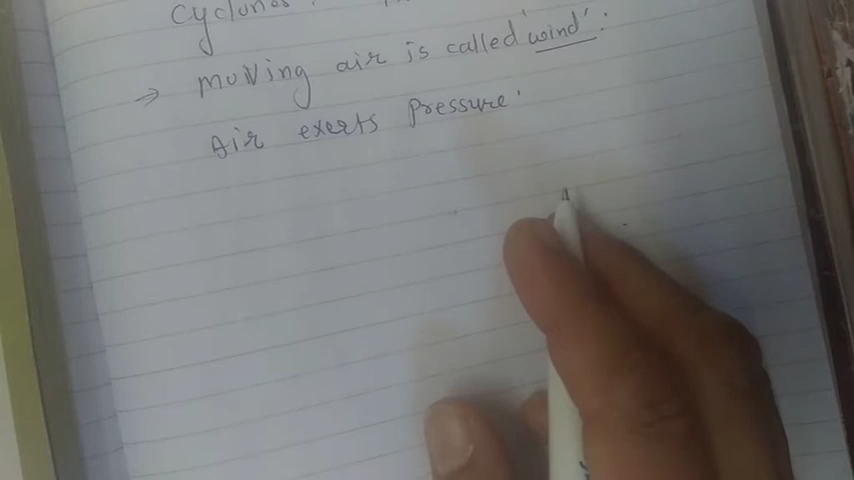 cyclones.
→ moving air is called 'wind'.
Air exerts pressure.